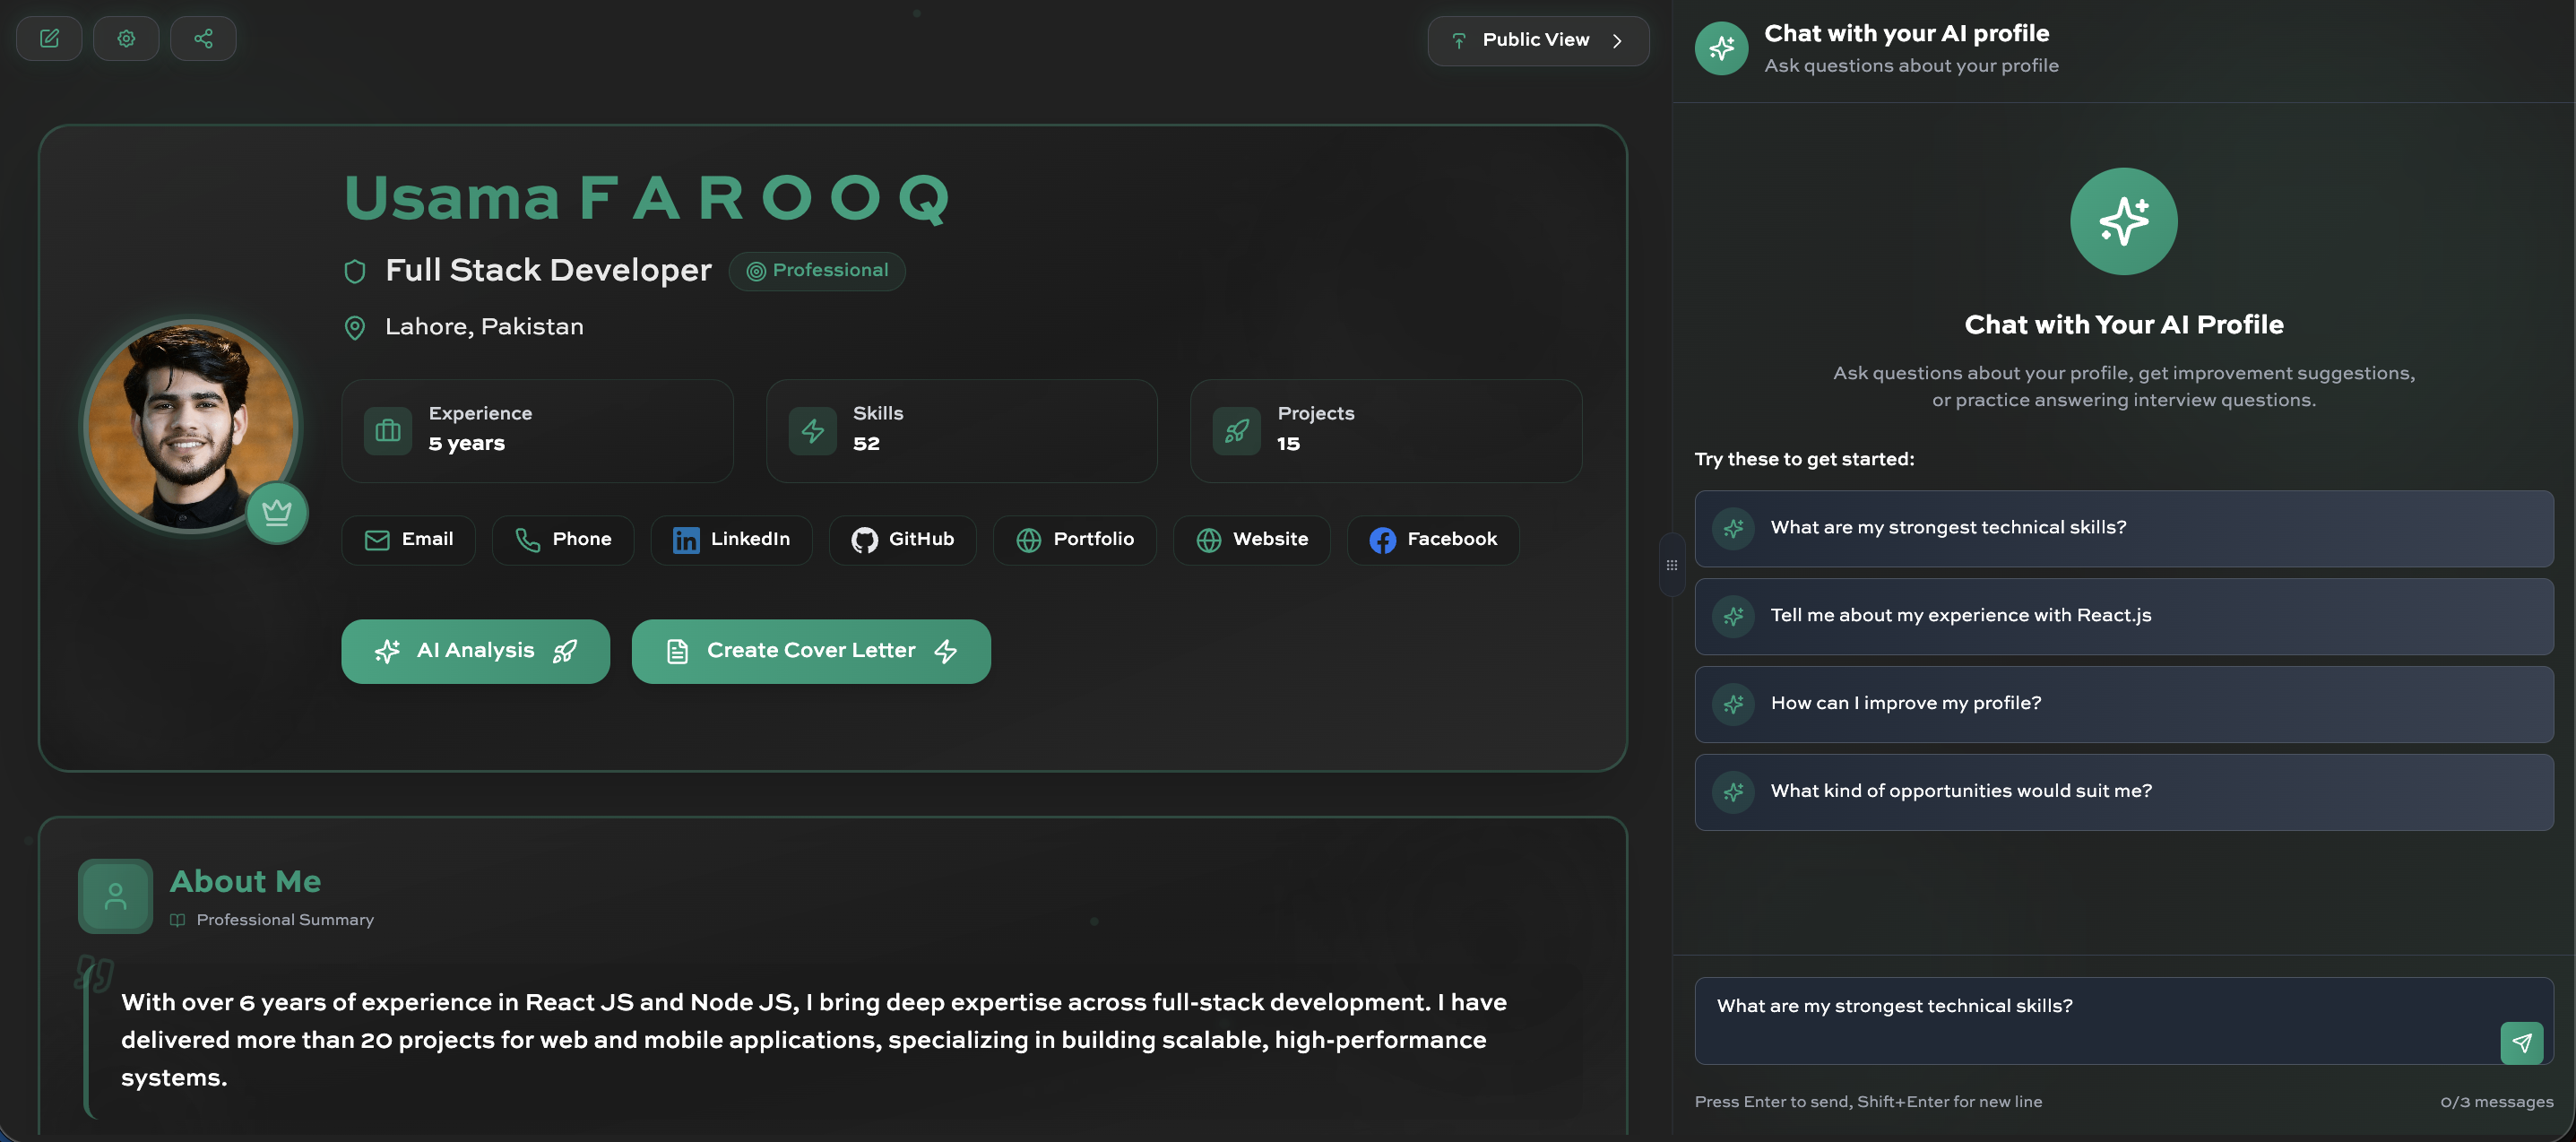 Public View
Usama F A R O O Q
Full Stack Developer
Professional
Lahore, Pakistan
Experience
5 years
Skills
52
Projects
15
Email
Phone
LinkedIn
GitHub
Portfolio
Website
Facebook
AI Analysis
Create Cover Letter
About Me
Professional Summary
With over 6 years of experience in React JS and Node JS, I bring deep expertise across full-stack development. I have
delivered more than 20 projects for web and mobile applications, specializing in building scalable, high-performance
systems.
Chat with your AI profile
Ask questions about your profile
Chat with Your AI Profile
Ask questions about your profile, get improvement suggestions,
or practice answering interview questions.
Try these to get started:
What are my strongest technical skills?
Tell me about my experience with React.js
How can I improve my profile?
What kind of opportunities would suit me?
What are my strongest technical skills?
Press Enter to send, Shift+Enter for new line
0/3 messages